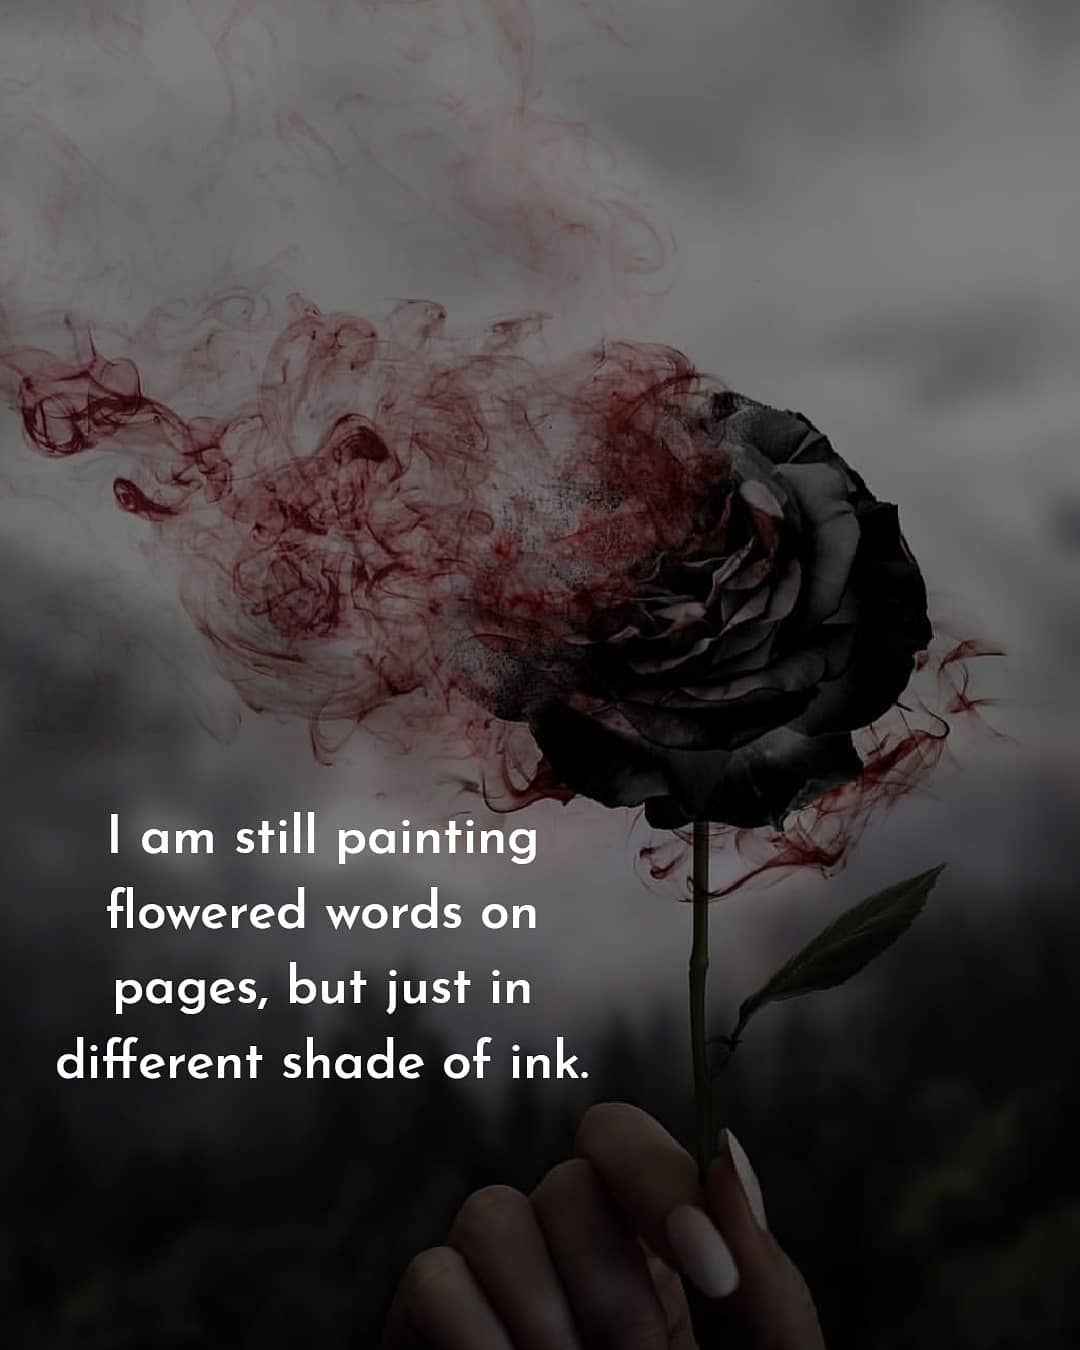 I am still painting
flowered words on
pages, but just in
different shade of ink.